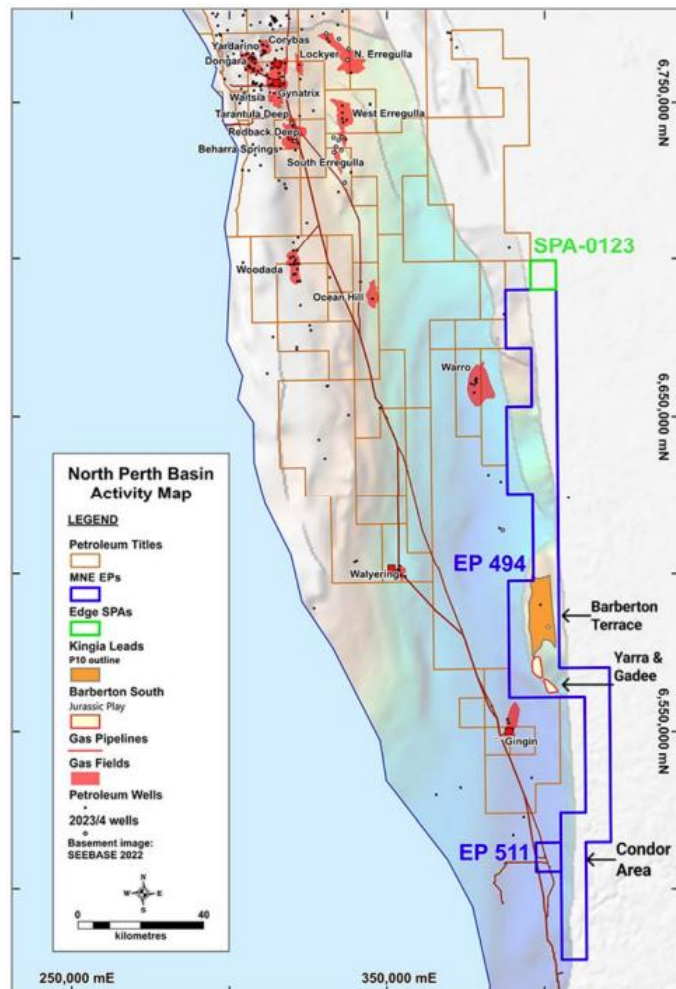 Corybas
Yardarino
Lockyer
N. Erregulla
Dongara
Gynatrix
Waitsia
6,750,000 mN
Tarantula Deep
West Erregulla
Redback Deep
Beharra Springs
South Erregulla
SPA-0123
Woodada
Ocean Hill
Warro
6,650,000 mN
North Perth Basin
Activity Map
LEGEND
Petroleum Titles
MNE EPs
Edge SPAs
Kingia Leads
P10 outline
Barberton South
Jurassic Play
Gas Pipelines
Gas Fields
Petroleum Wells
2023/4 wells
Basement image:
SEEBASE 2022
N
W E
S
0 40
kilometres
EP 494
Walyering
Barberton
Terrace
Yarra &
Gadee
6,550,000 mN
Gingin
EP 511
Condor
Area
250,000 mE
350,000 mE